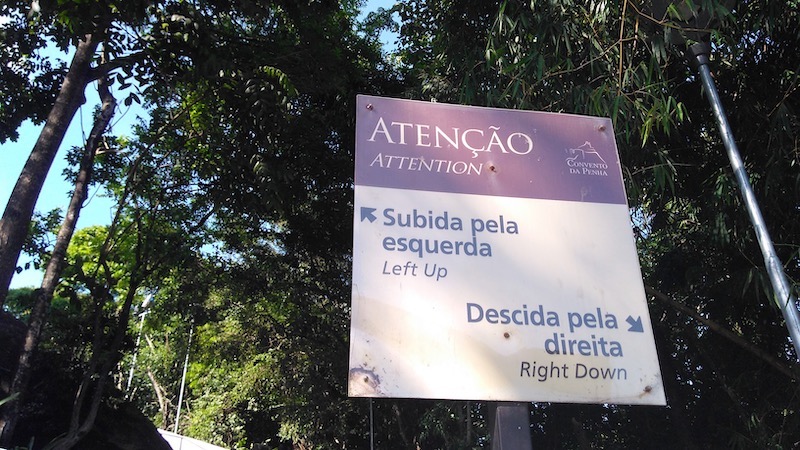 ATENÇÃO
ATTENTION
CONVENTO
DA PENHA
Subida pela
esquerda
Left Up
Descida pela
direita
Right Down